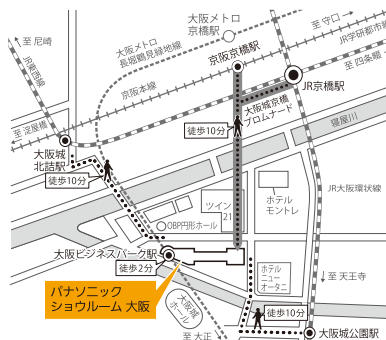 大阪メトロ
京橋駅
至 守口
至 尼崎
大阪メトロ
長堀鶴見緑地線
京阪京橋駅
JR学研都市線
至 四条畷
JR東西線
京阪本線
JR京橋駅
至 淀屋橋
大阪城京橋
プロムナード
徒歩10分
寝屋川
大阪城
北詰駅
徒歩10分
ツイン
21
ホテル
モントレ
JR大阪環状線
OBP円形ホール
大阪ビジネスパーク駅
徒歩2分
ホテル
ニュー
オータニ
至 天王寺
パナソニック
ショウルーム 大阪
大阪城
ホール
徒歩10分
至 大正
大阪城公園駅